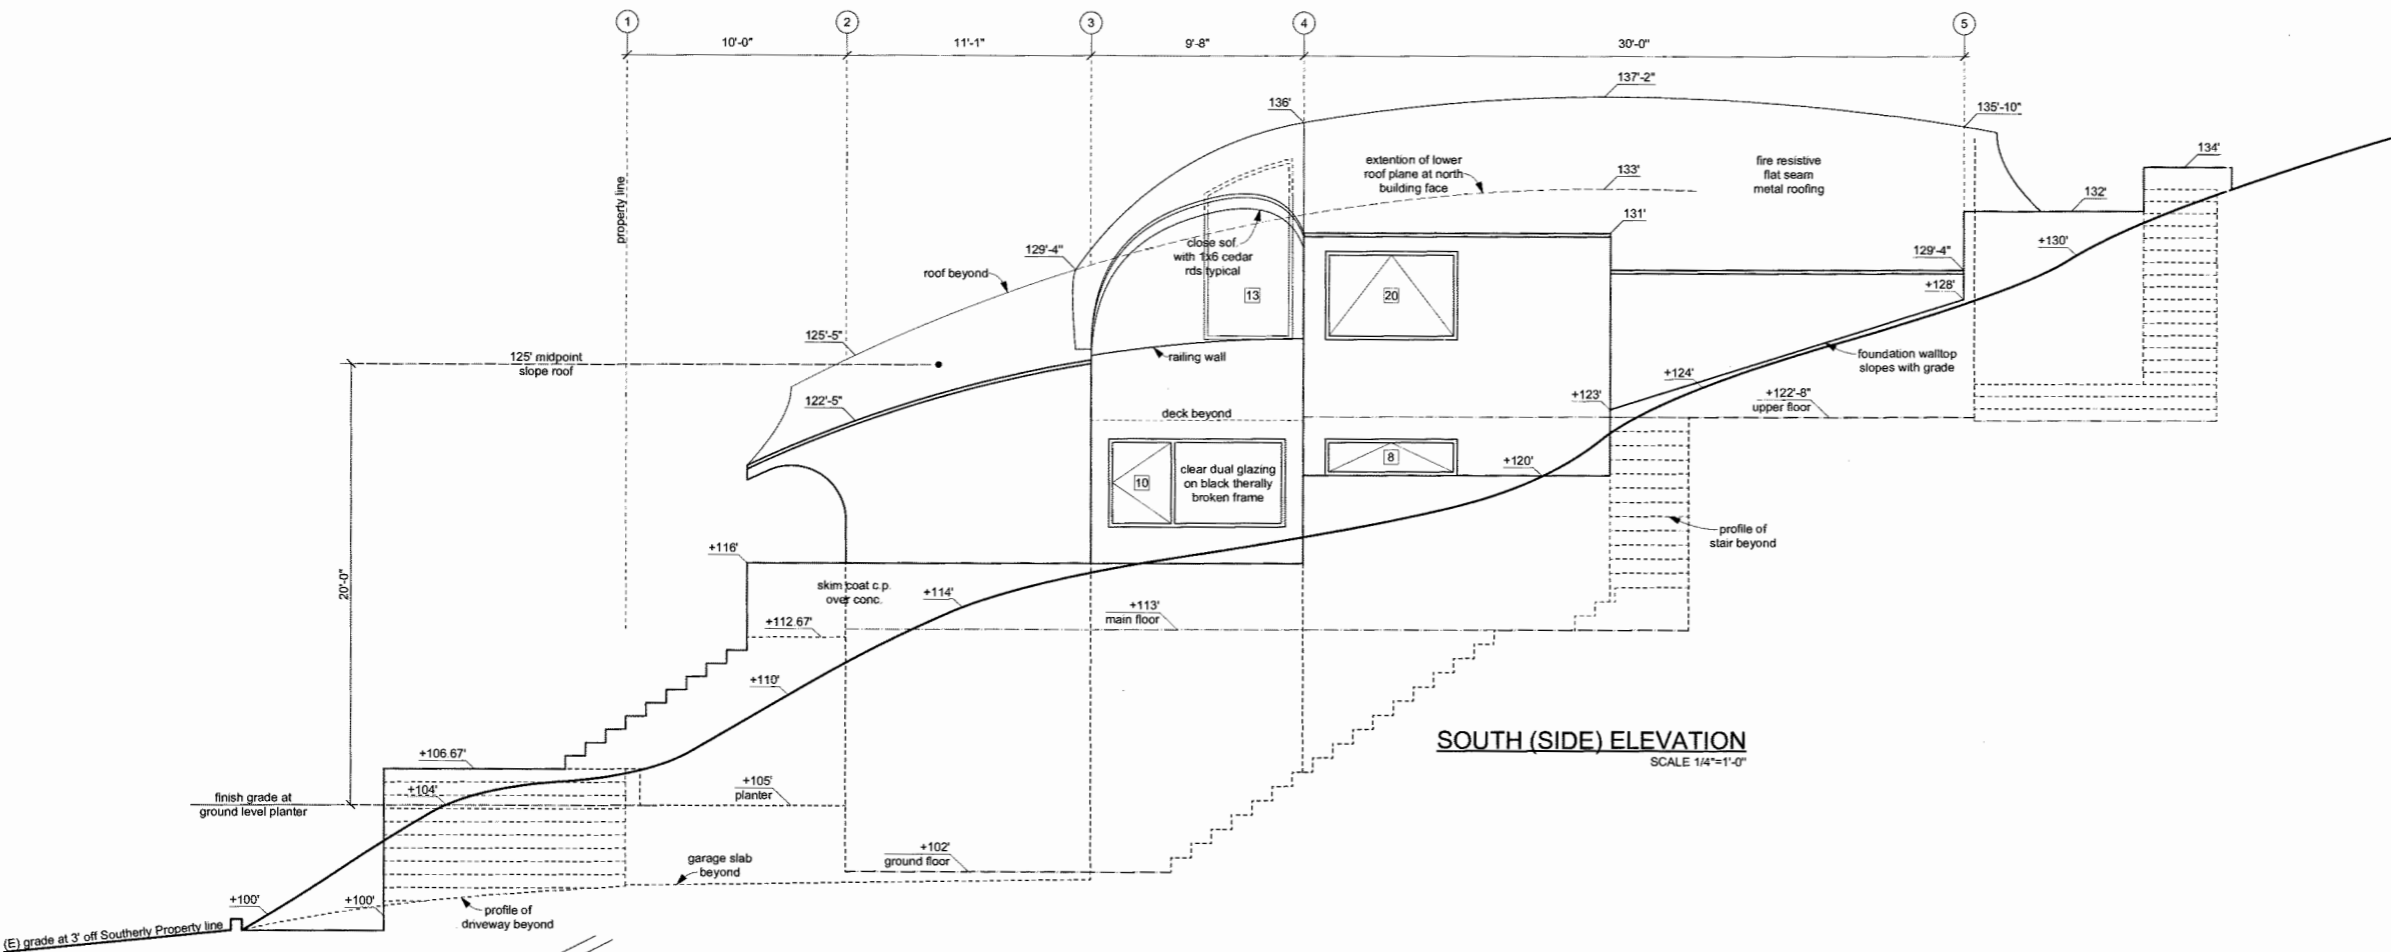 1
2
3
4
5
10'-0"
11'-1"
9'-8"
30'-0"
137'-2"
136'
135'-10"
property line
extention of lower
roof plane at north
building face
133'
fire resistive
flat seam
metal roofing
134'
132'
131'
129'-4"
close sof.
with 1x6 cedar
rds typical
roof beyond
13
20
129'-4"
+128'
+130'
125'-5"
125' midpoint
slope roof
railing wall
foundation walltop
slopes with grade
122'-5"
deck beyond
+124'
+123'
+122'-8"
upper floor
10
clear dual glazing
on black therally
broken frame
8
+120'
profile of
stair beyond
+116'
20'-0"
skim coat c.p.
over conc.
+114'
+112.67'
+113'
main floor
+110'
SOUTH (SIDE) ELEVATION
SCALE 1/4"=1'-0"
+106.67'
finish grade at
ground level planter
+104'
+105'
planter
garage slab
beyond
+102'
ground floor
+100'
+100'
profile of
driveway beyond
(E) grade at 3' off Southerly Property line